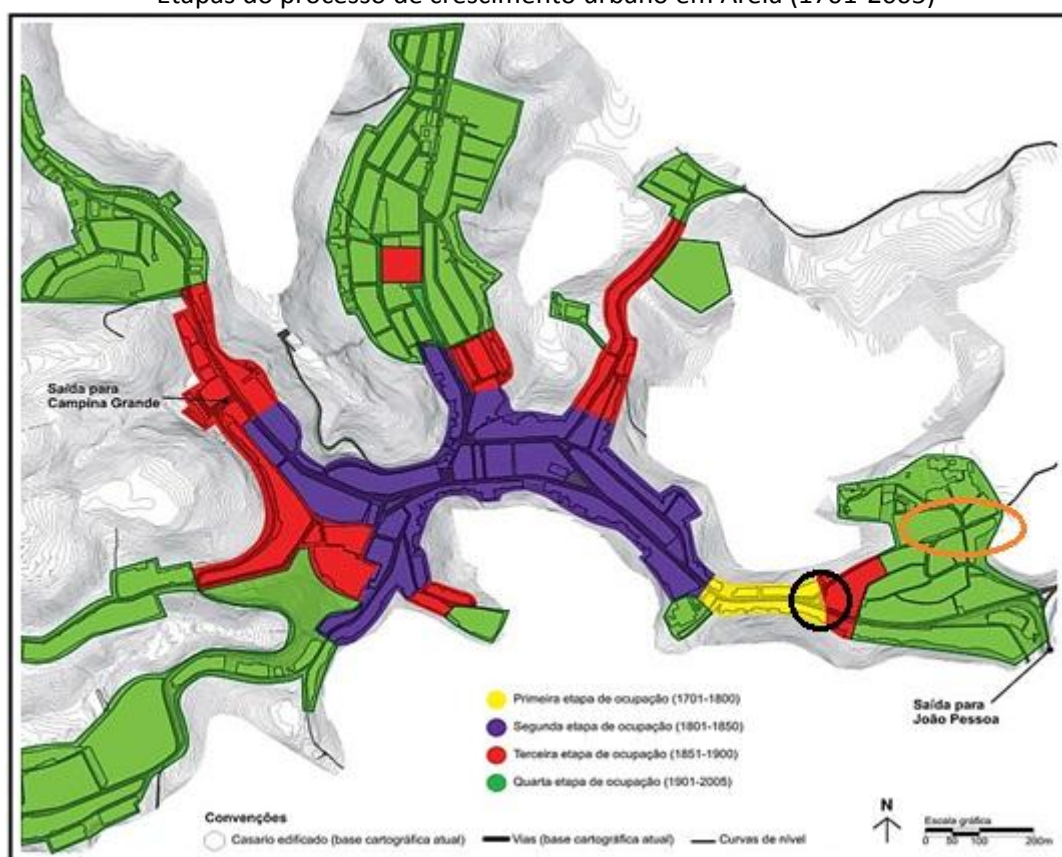 Etapas do processo de crescimento urbano em Areia (1701-2005)
Saída para
Campina Grande
Saída para
João Pessoa
Primeira etapa de ocupação (1701-1800)
Segunda etapa de ocupação (1801-1850)
Terceira etapa de ocupação (1851-1900)
Quarta etapa de ocupação (1901-2005)
Convenções
Casario edificado (base cartográfica atual)
Vias (base cartográfica atual)
Curvas de nível
N
Escala gráfica
0 50 100 200m